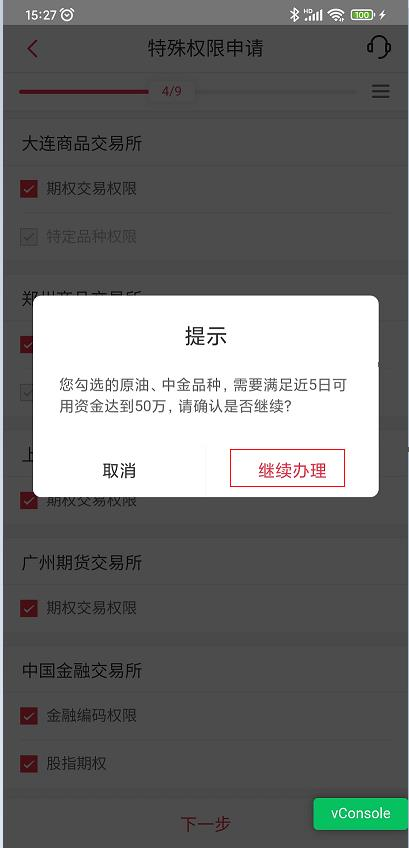 15:27
HD
100
特殊权限申请
4/9
大连商品交易所
期权交易权限
特定品种权限
提示
您勾选的原油、中金品种，需要满足近5日可
用资金达到50万，请确认是否继续？
取消
继续办理
期权交易权限
广州期货交易所
期权交易权限
中国金融交易所
金融编码权限
股指期权
下一步
vConsole